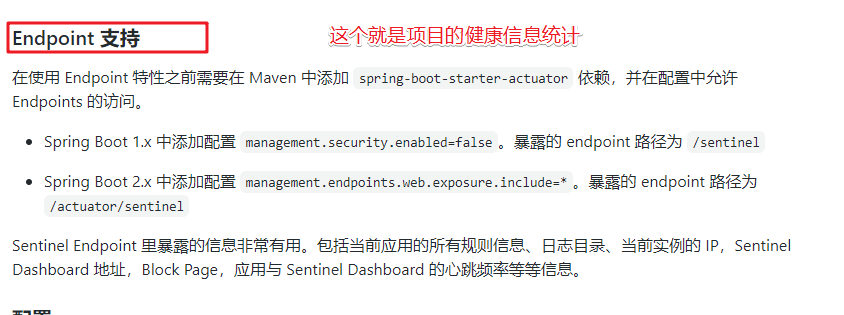 Endpoint 支持
这个就是项目的健康信息统计
在使用 Endpoint 特性之前需要在 Maven 中添加 spring-boot-starter-actuator 依赖，并在配置中允许
Endpoints 的访问。
• Spring Boot 1.x 中添加配置 management.security.enabled=false。暴露的 endpoint 路径为 /sentinel
• Spring Boot 2.x 中添加配置 management.endpoints.web.exposure.include=*。暴露的 endpoint 路径为
/actuator/sentinel
Sentinel Endpoint 里暴露的信息非常有用。包括当前应用的所有规则信息、日志目录、当前实例的 IP，Sentinel
Dashboard 地址，Block Page，应用与 Sentinel Dashboard 的心跳频率等等信息。